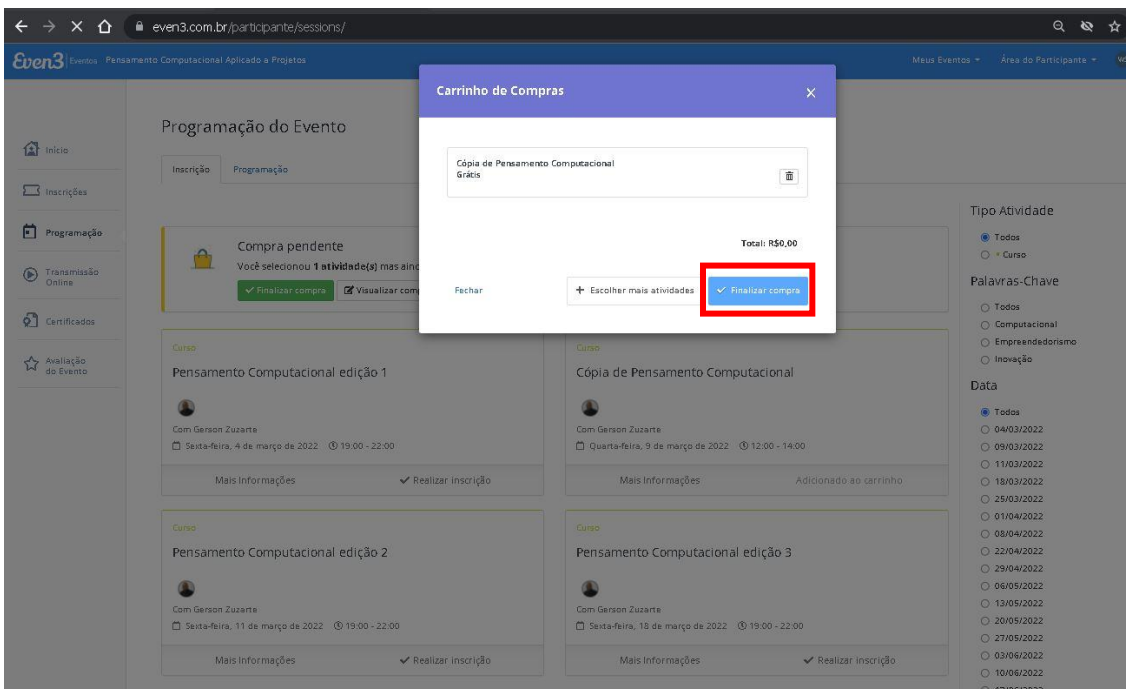 even3.com.br/participante/sessions/
Even3 Eventos Pensamento Computacional Aplicado a Projetos
Meus Eventos
Área do Participante
Carrinho de Compras
Cópia de Pensamento Computacional
Grátis
Total: R$0,00
Fechar
+ Escolher mais atividades
Finalizar compra
Início
Inscrições
Programação
Transmissão
Online
Certificados
Avaliação
do Evento
Programação do Evento
Inscrição
Programação
Compra pendente
Você selecionou 1 atividade(s) mas
Finalizar compra
Visualizar
Curso
Pensamento Computacional edição 1
Com Gerson Zuzarte
Sexta-feira, 4 de março de 2022 19:00 - 22:00
Mais Informações
Realizar inscrição
Curso
Cópia de Pensamento Computacional
Com Gerson Zuzarte
Quarta-feira, 9 de março de 2022 12:00 - 14:00
Mais Informações
Adicionado ao carrinho
Curso
Pensamento Computacional edição 2
Com Gerson Zuzarte
Sexta-feira, 11 de março de 2022 19:00 - 22:00
Mais Informações
Realizar inscrição
Curso
Pensamento Computacional edição 3
Com Gerson Zuzarte
Sexta-feira, 18 de março de 2022 19:00 - 22:00
Mais Informações
Realizar inscrição
Tipo Atividade
Todos
Curso
Palavras-Chave
Todos
Computacional
Empreendedorismo
Inovação
Data
Todos
04/03/2022
09/03/2022
11/03/2022
18/03/2022
25/03/2022
01/04/2022
08/04/2022
22/04/2022
29/04/2022
06/05/2022
13/05/2022
20/05/2022
27/05/2022
03/06/2022
10/06/2022